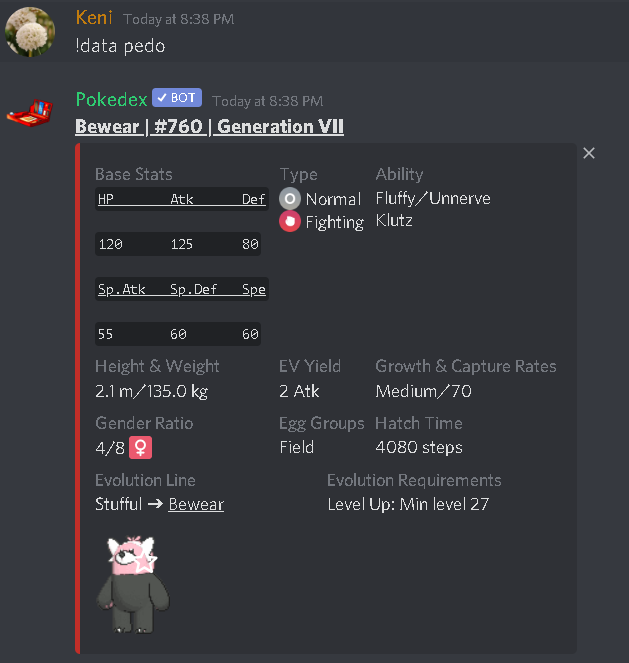 Keni Today at 8:38 PM
!data pedo
Pokedex ✓ BOT Today at 8:38 PM
Bewear | #760 | Generation VII
Base Stats Type Ability
HP Atk Def Normal Fluffy/Unnerve
Fighting Klutz
120 125 80
Sp.Atk Sp.Def Spe
55 60 60
Height & Weight EV Yield Growth & Capture Rates
2.1 m/135.0 kg 2 Atk Medium/70
Gender Ratio Egg Groups Hatch Time
4/8 ♀ Field 4080 steps
Evolution Line Evolution Requirements
Stufful → Bewear Level Up: Min level 27